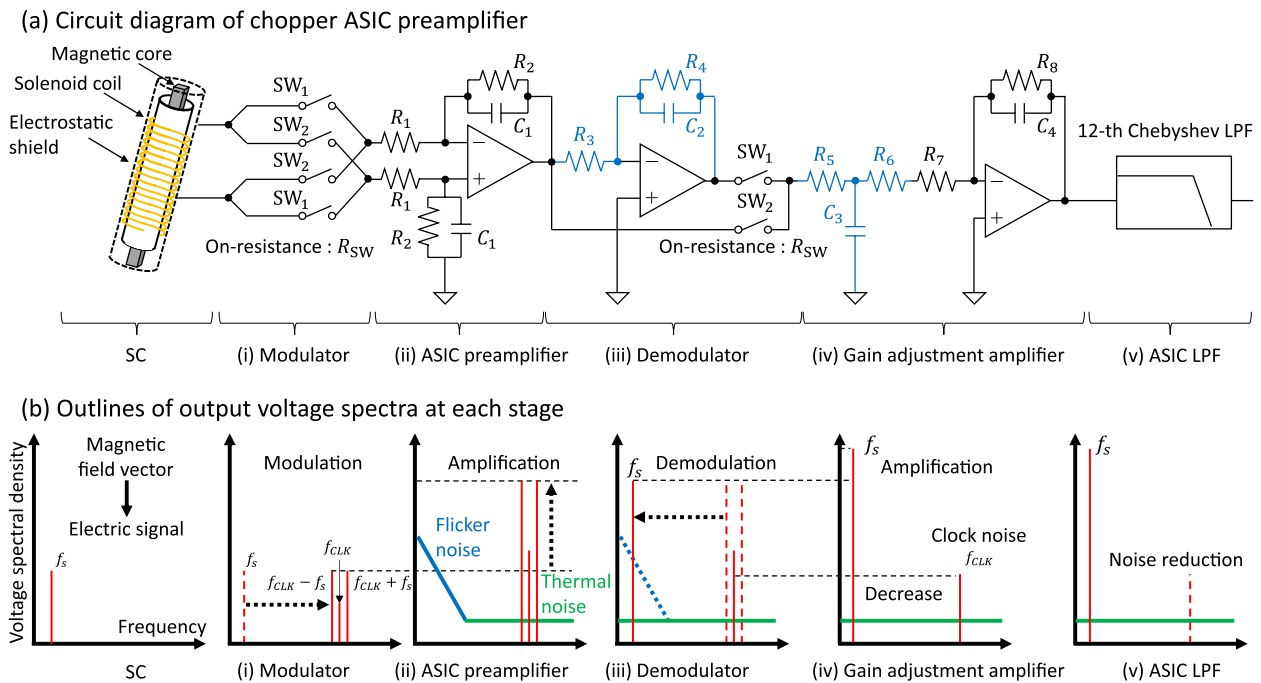 (a) Circuit diagram of chopper ASIC preamplifier
Magnetic core
Solenoid coil
Electrostatic
shield
SW1
SW2
SW2
SW1
On-resistance : RSW
R1
R1
R2
C1
R2
C1
R3
R4
C2
SW1
SW2
On-resistance : RSW
R5
R6
R7
C3
R8
C4
12-th Chebyshev LPF
−
+
−
+
−
+
SC
(i) Modulator
(ii) ASIC preamplifier
(iii) Demodulator
(iv) Gain adjustment amplifier
(v) ASIC LPF
(b) Outlines of output voltage spectra at each stage
Voltage spectral density
Magnetic
field vector
Electric signal
fs
Frequency
SC
Modulation
fs
fCLK
fCLK − fs
fCLK + fs
(i) Modulator
Amplification
Flicker
noise
Thermal
noise
(ii) ASIC preamplifier
fs
Demodulation
(iii) Demodulator
fs
Amplification
Clock noise
fCLK
Decrease
(iv) Gain adjustment amplifier
fs
Noise reduction
(v) ASIC LPF